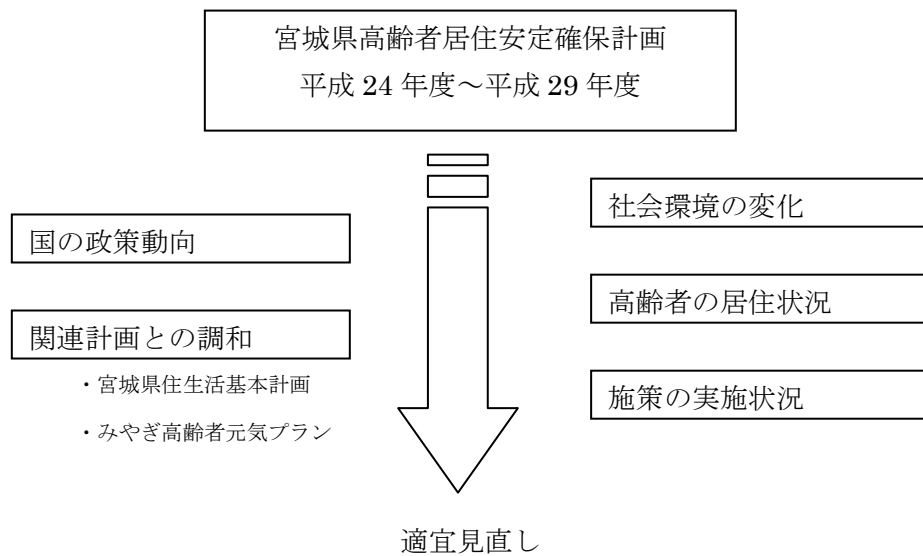 宮城県高齢者居住安定確保計画
平成 24 年度～平成 29 年度
国の政策動向
関連計画との調和
・宮城県住生活基本計画
・みやぎ高齢者元気プラン
社会環境の変化
高齢者の居住状況
施策の実施状況
適宜見直し